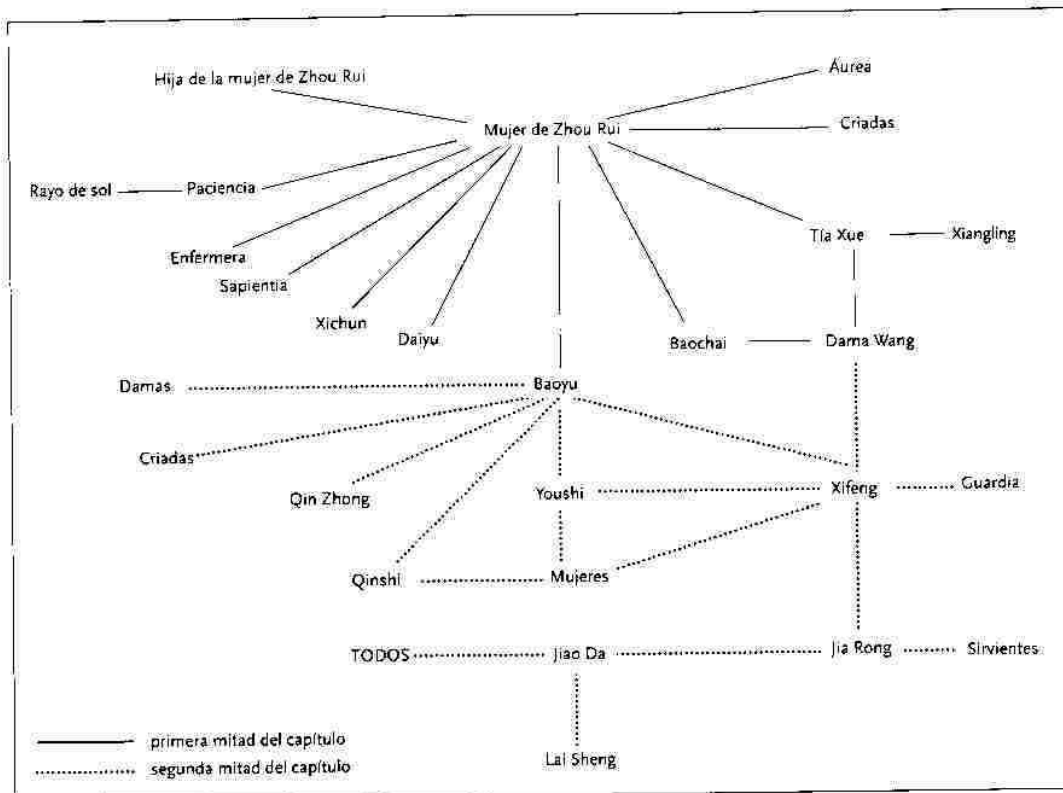 Áurea
Hija de la mujer de Zhou Rui
Mujer de Zhou Rui
Criadas
Rayo de sol
Paciencia
Tía Xue
Xiangling
Enfermera
Sapientia
Xichun
Daiyu
Baochai
Dama Wang
Damas
Baoyu
Criadas
Qin Zhong
Youshi
Xifeng
Guardia
Qinshi
Mujeres
TODOS
Jiao Da
Jia Rong
Sirvientes
primera mitad del capítulo
segunda mitad del capítulo
Lai Sheng